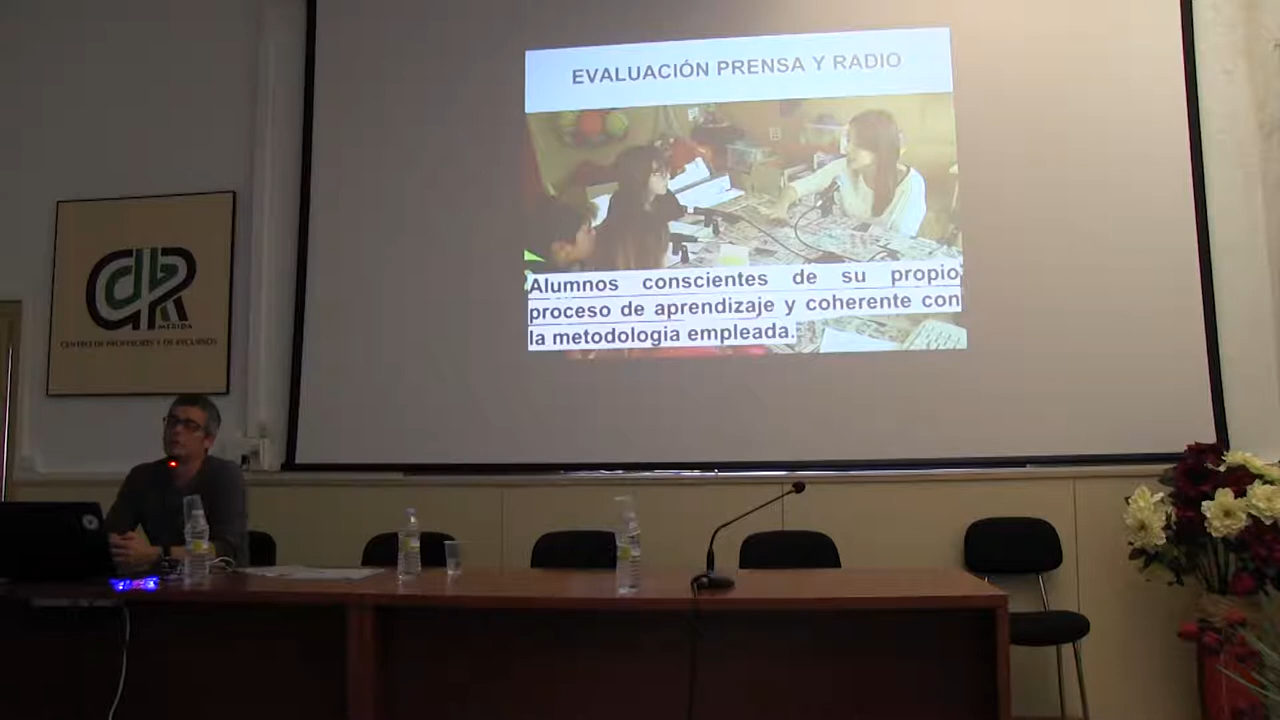 EVALUACIÓN PRENSA Y RADIO
Alumnos conscientes de su propio
proceso de aprendizaje y coherente con
la metodologia empleada.
MERIDA
CENTRO DE PROFESORES Y DE RECURSOS